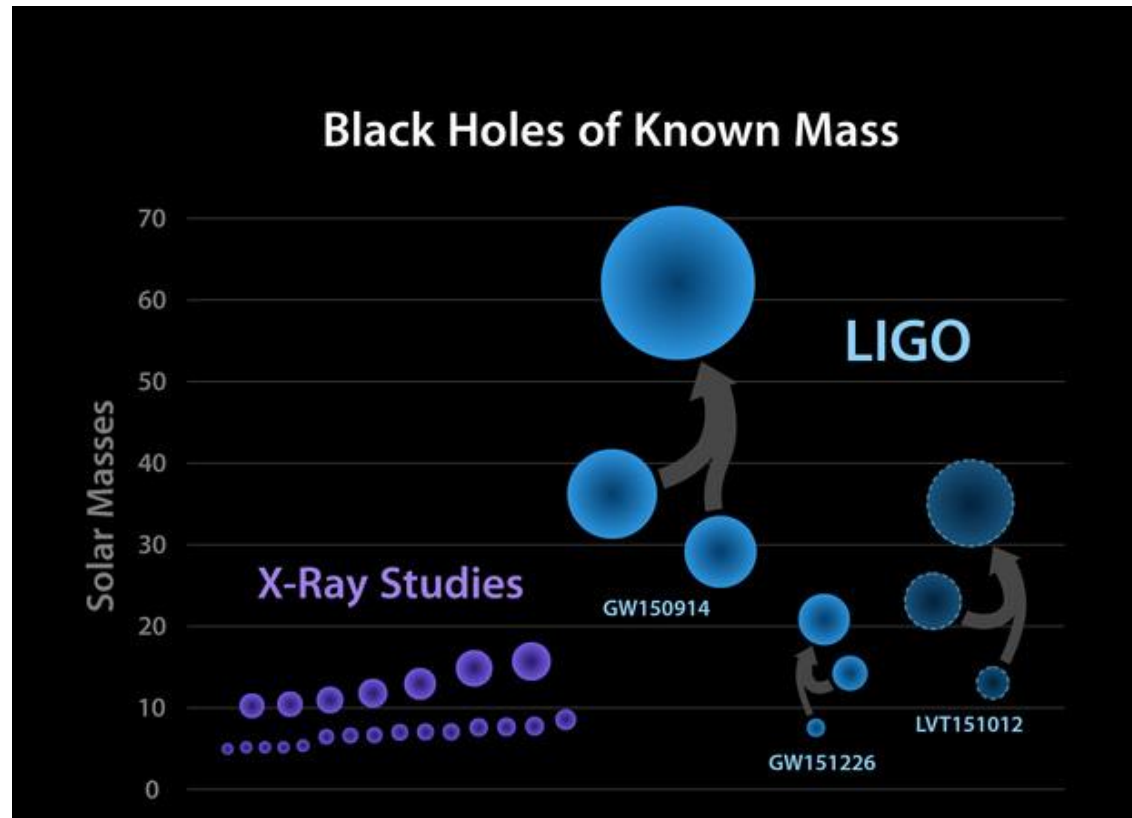 Black Holes of Known Mass
70
60
LIGO
50
Solar Masses
40
30
X-Ray Studies
GW150914
20
10
LVT151012
GW151226
0